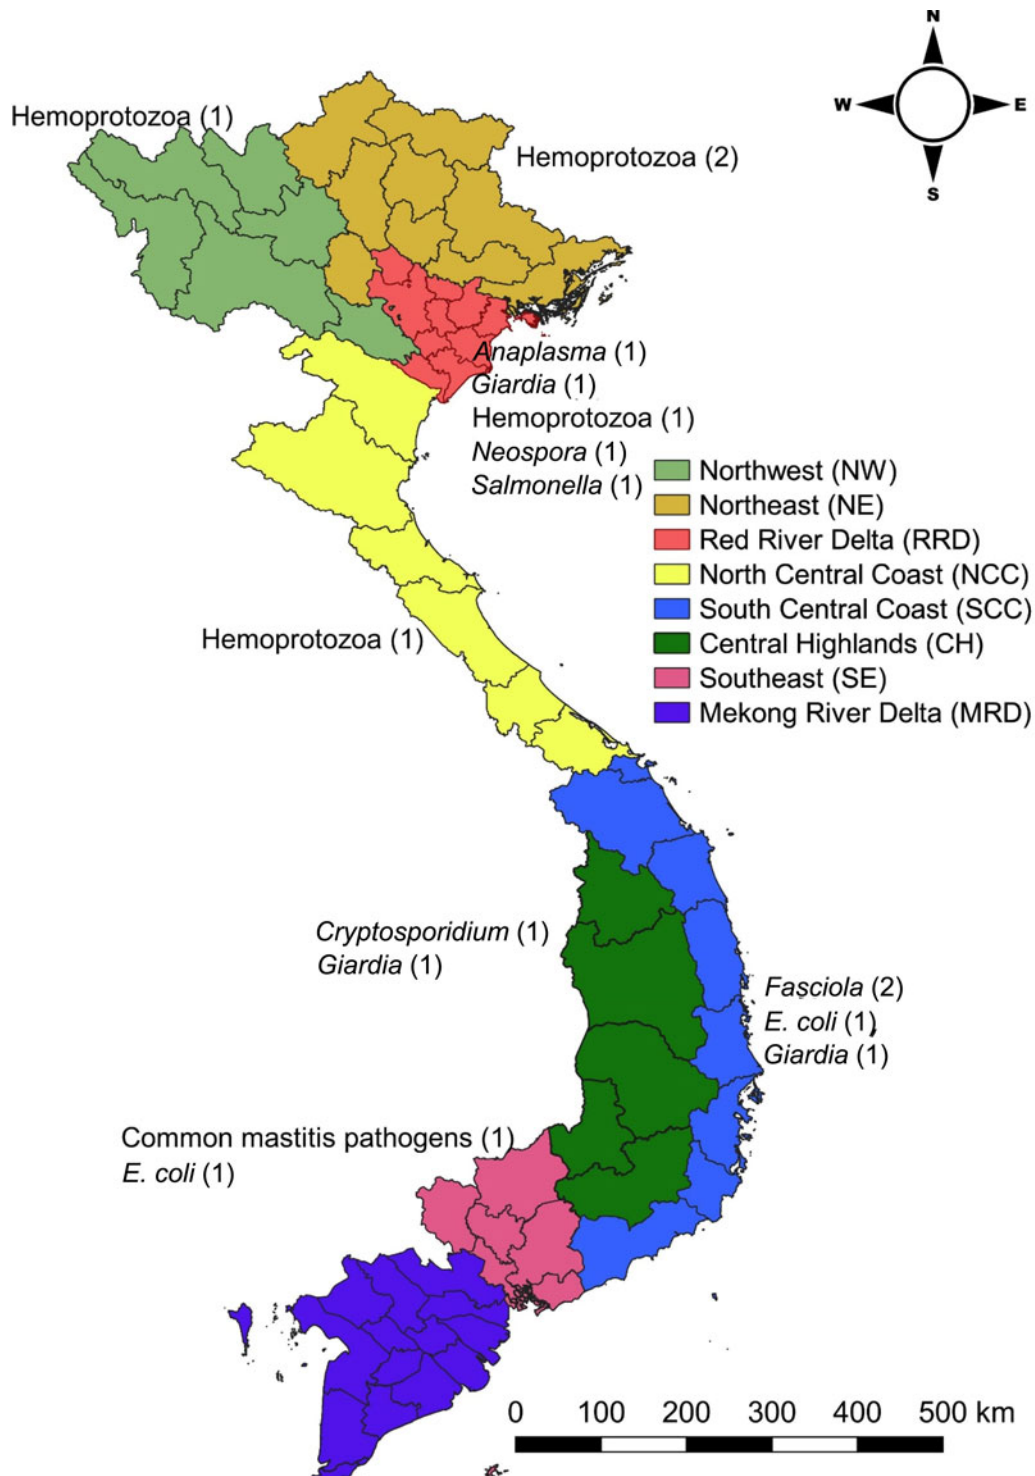 N
W E
S
Hemoprotozoa (1)
Hemoprotozoa (2)
Anaplasma (1)
Giardia (1)
Hemoprotozoa (1)
Neospora (1)
Salmonella (1)
Northwest (NW)
Northeast (NE)
Red River Delta (RRD)
North Central Coast (NCC)
South Central Coast (SCC)
Central Highlands (CH)
Southeast (SE)
Mekong River Delta (MRD)
Hemoprotozoa (1)
Cryptosporidium (1)
Giardia (1)
Fasciola (2)
E. coli (1)
Giardia (1)
Common mastitis pathogens (1)
E. coli (1)
0 100 200 300 400 500 km